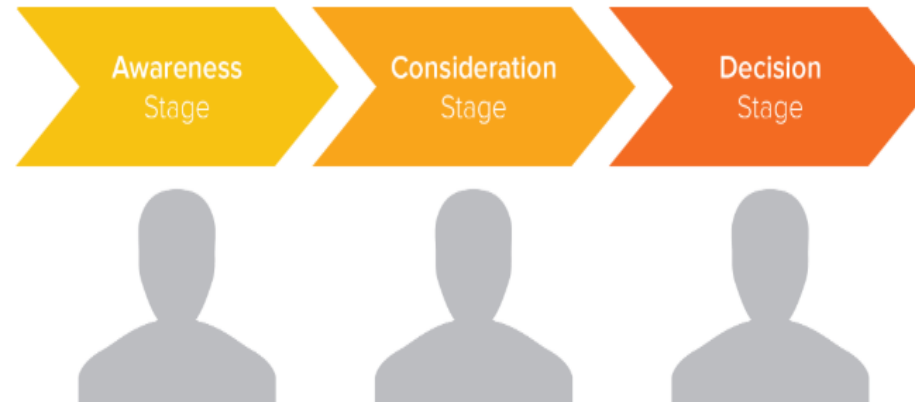 Awareness
Stage
Consideration
Stage
Decision
Stage